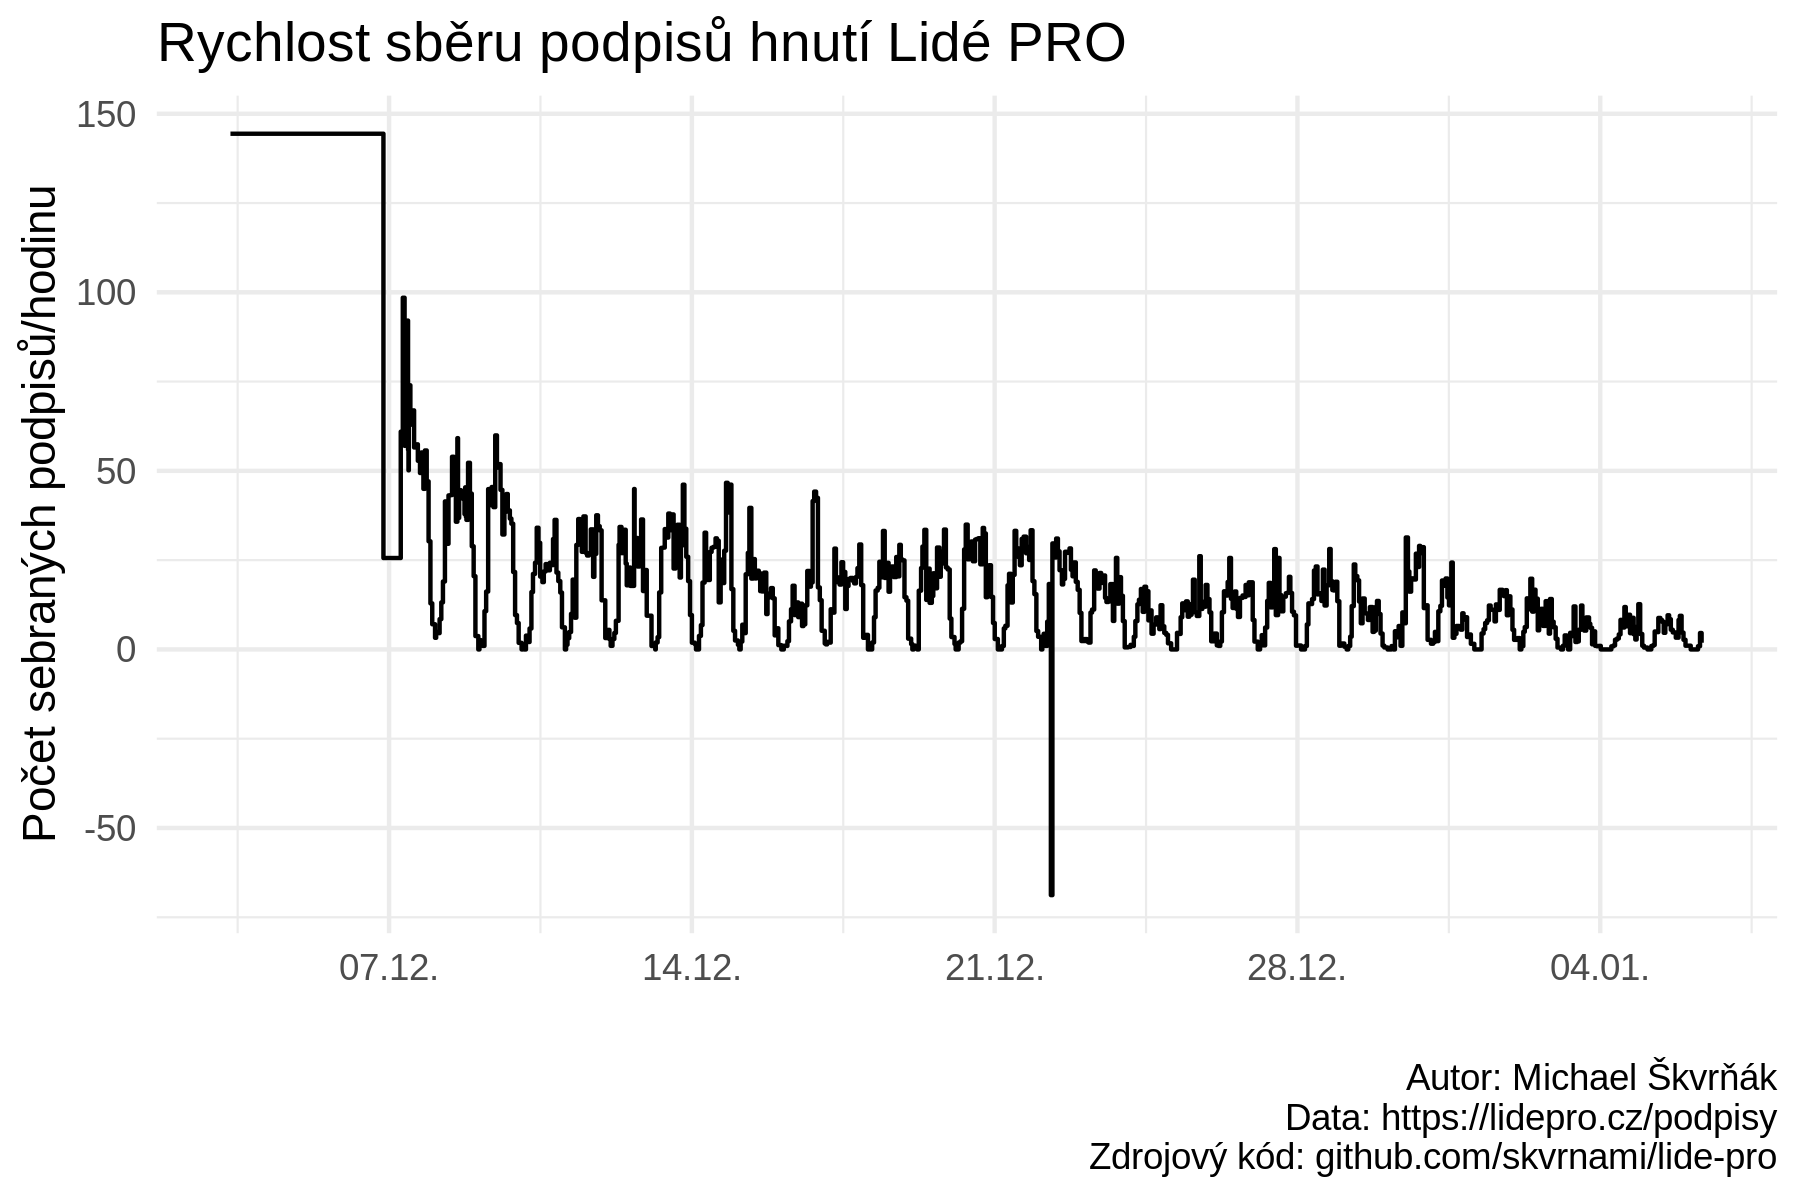 Rychlost sběru podpisů hnutí Lidé PRO
Počet sebraných podpisů/hodinu
150
100
50
0
-50
07.12.
14.12.
21.12.
28.12.
04.01.
Autor: Michael Škvrňák
Data: https://lidepro.cz/podpisy
Zdrojový kód: github.com/skvrnami/lide-pro